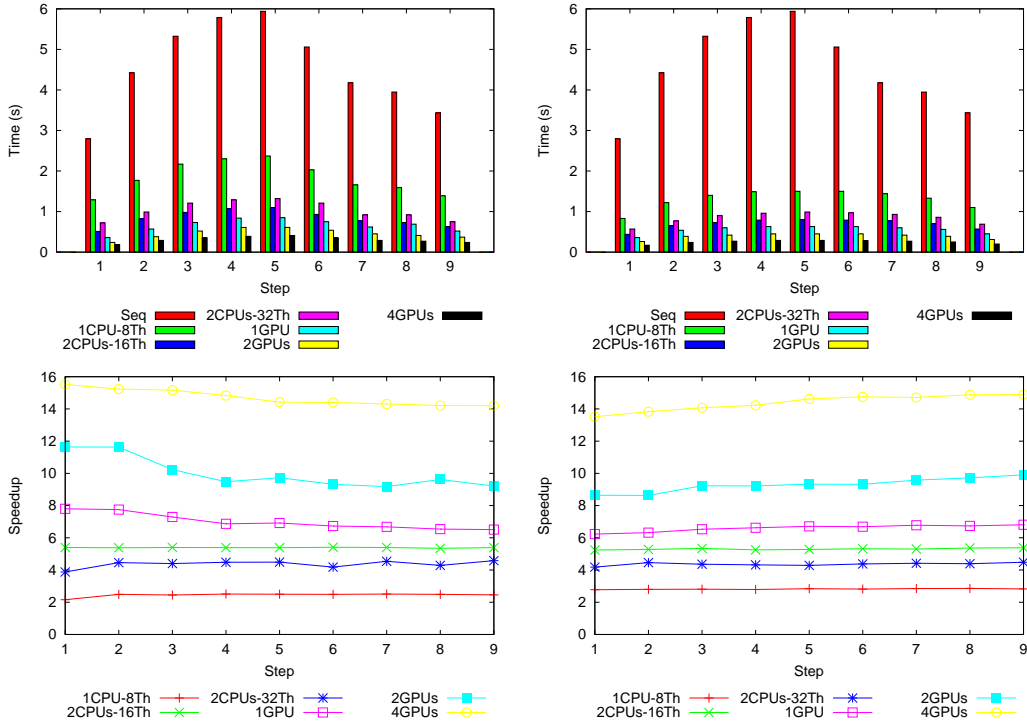 6
5
4
3
2
1
0
Time (s)
1 2 3 4 5 6 7 8 9
Step
Seq 2CPUs-32Th 4GPUs
1CPU-8Th 1GPU
2CPUs-16Th 2GPUs
6
5
4
3
2
1
0
Time (s)
1 2 3 4 5 6 7 8 9
Step
Seq 2CPUs-32Th 4GPUs
1CPU-8Th 1GPU
2CPUs-16Th 2GPUs
16
14
12
10
8
6
4
2
0
Speedup
1 2 3 4 5 6 7 8 9
Step
1CPU-8Th 2CPUs-32Th 2GPUs
2CPUs-16Th 1GPU 4GPUs
16
14
12
10
8
6
4
2
0
Speedup
1 2 3 4 5 6 7 8 9
Step
1CPU-8Th 2CPUs-32Th 2GPUs
2CPUs-16Th 1GPU 4GPUs